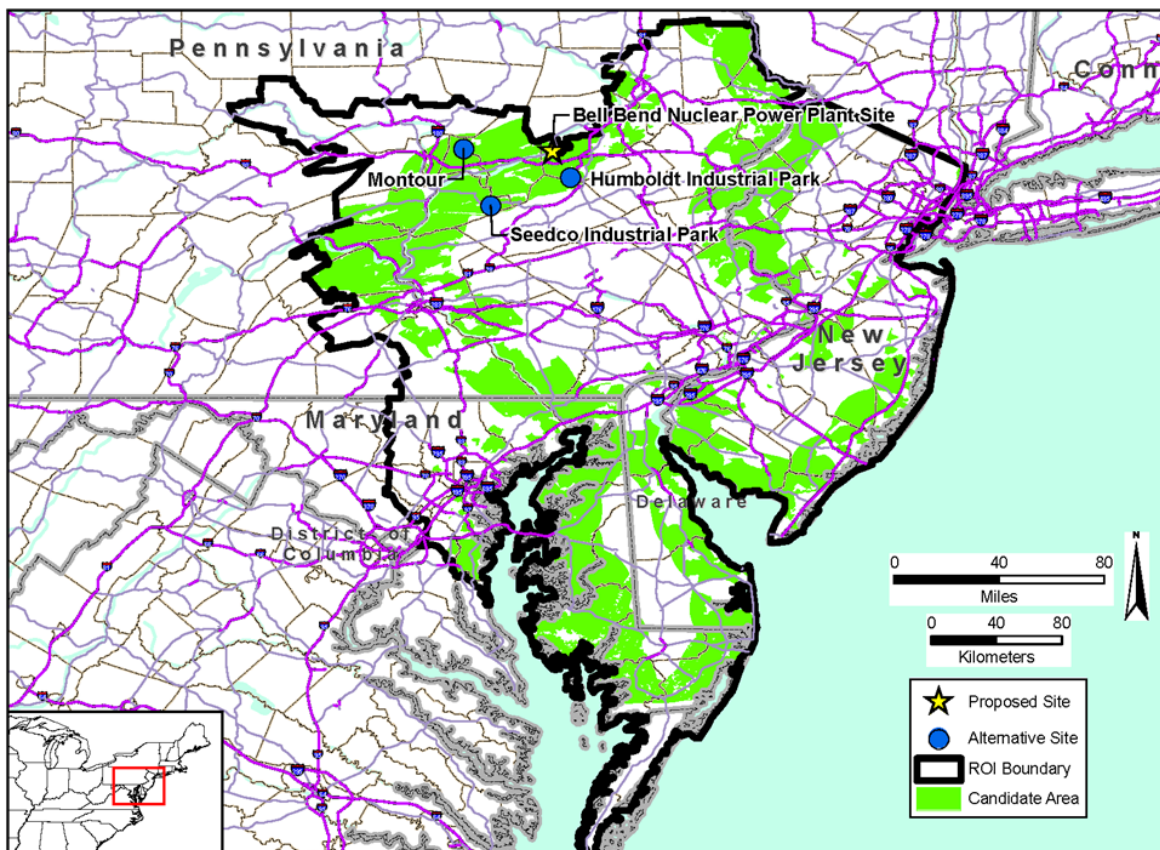 Pennsylvania
Conn
Bell Bend Nuclear Power Plant Site
Montour
Humboldt Industrial Park
Seedco Industrial Park
New
Jersey
Maryland
Delaware
District of
Columbia
N
0 40 80
Miles
0 40 80
Kilometers
Proposed Site
Alternative Site
ROI Boundary
Candidate Area